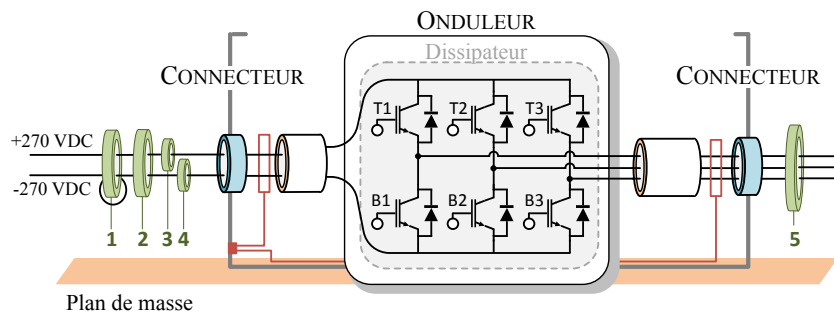 ONDULEUR
Dissipateur
CONNECTEUR
CONNECTEUR
T1 T2 T3
+270 VDC
-270 VDC
B1 B2 B3
1 2 3 4
5
Plan de masse